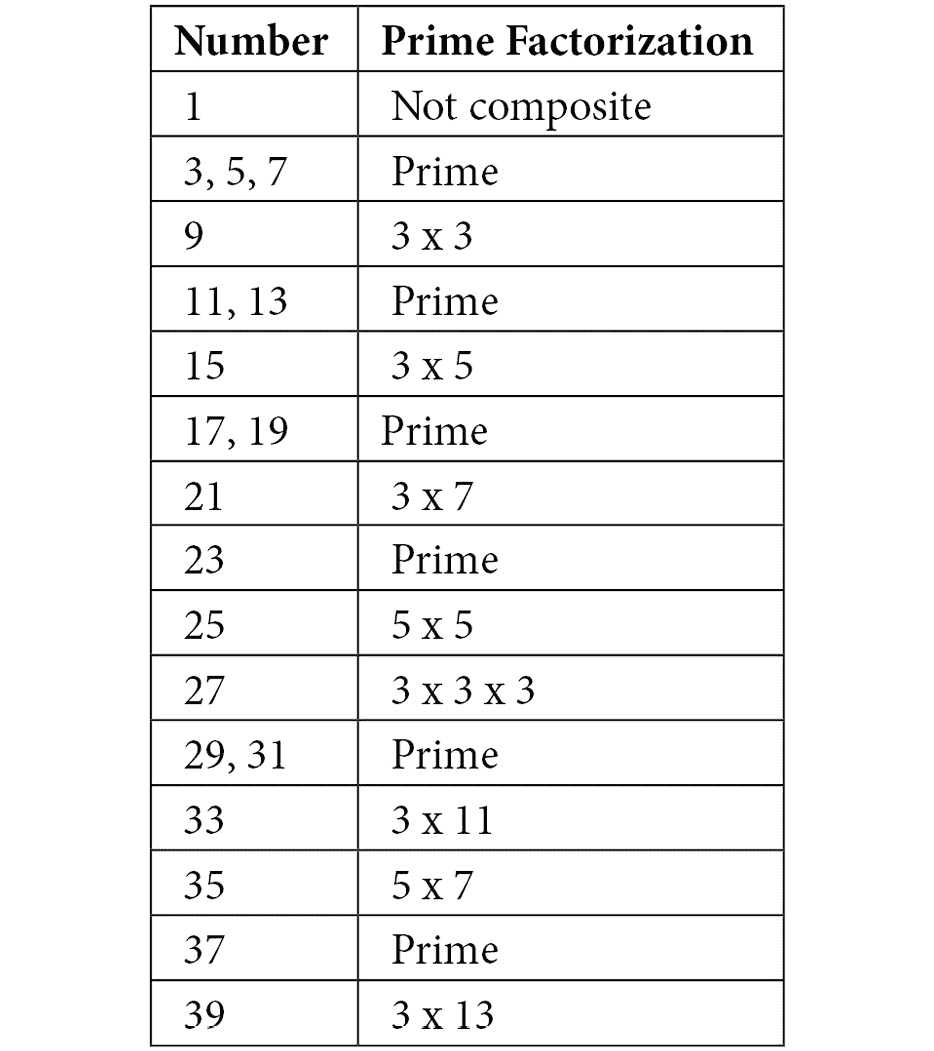 Number Prime Factorization
1 Not composite
3, 5, 7 Prime
9 3 x 3
11, 13 Prime
15 3 x 5
17, 19 Prime
21 3 x 7
23 Prime
25 5 x 5
27 3 x 3 x 3
29, 31 Prime
33 3 x 11
35 5 x 7
37 Prime
39 3 x 13